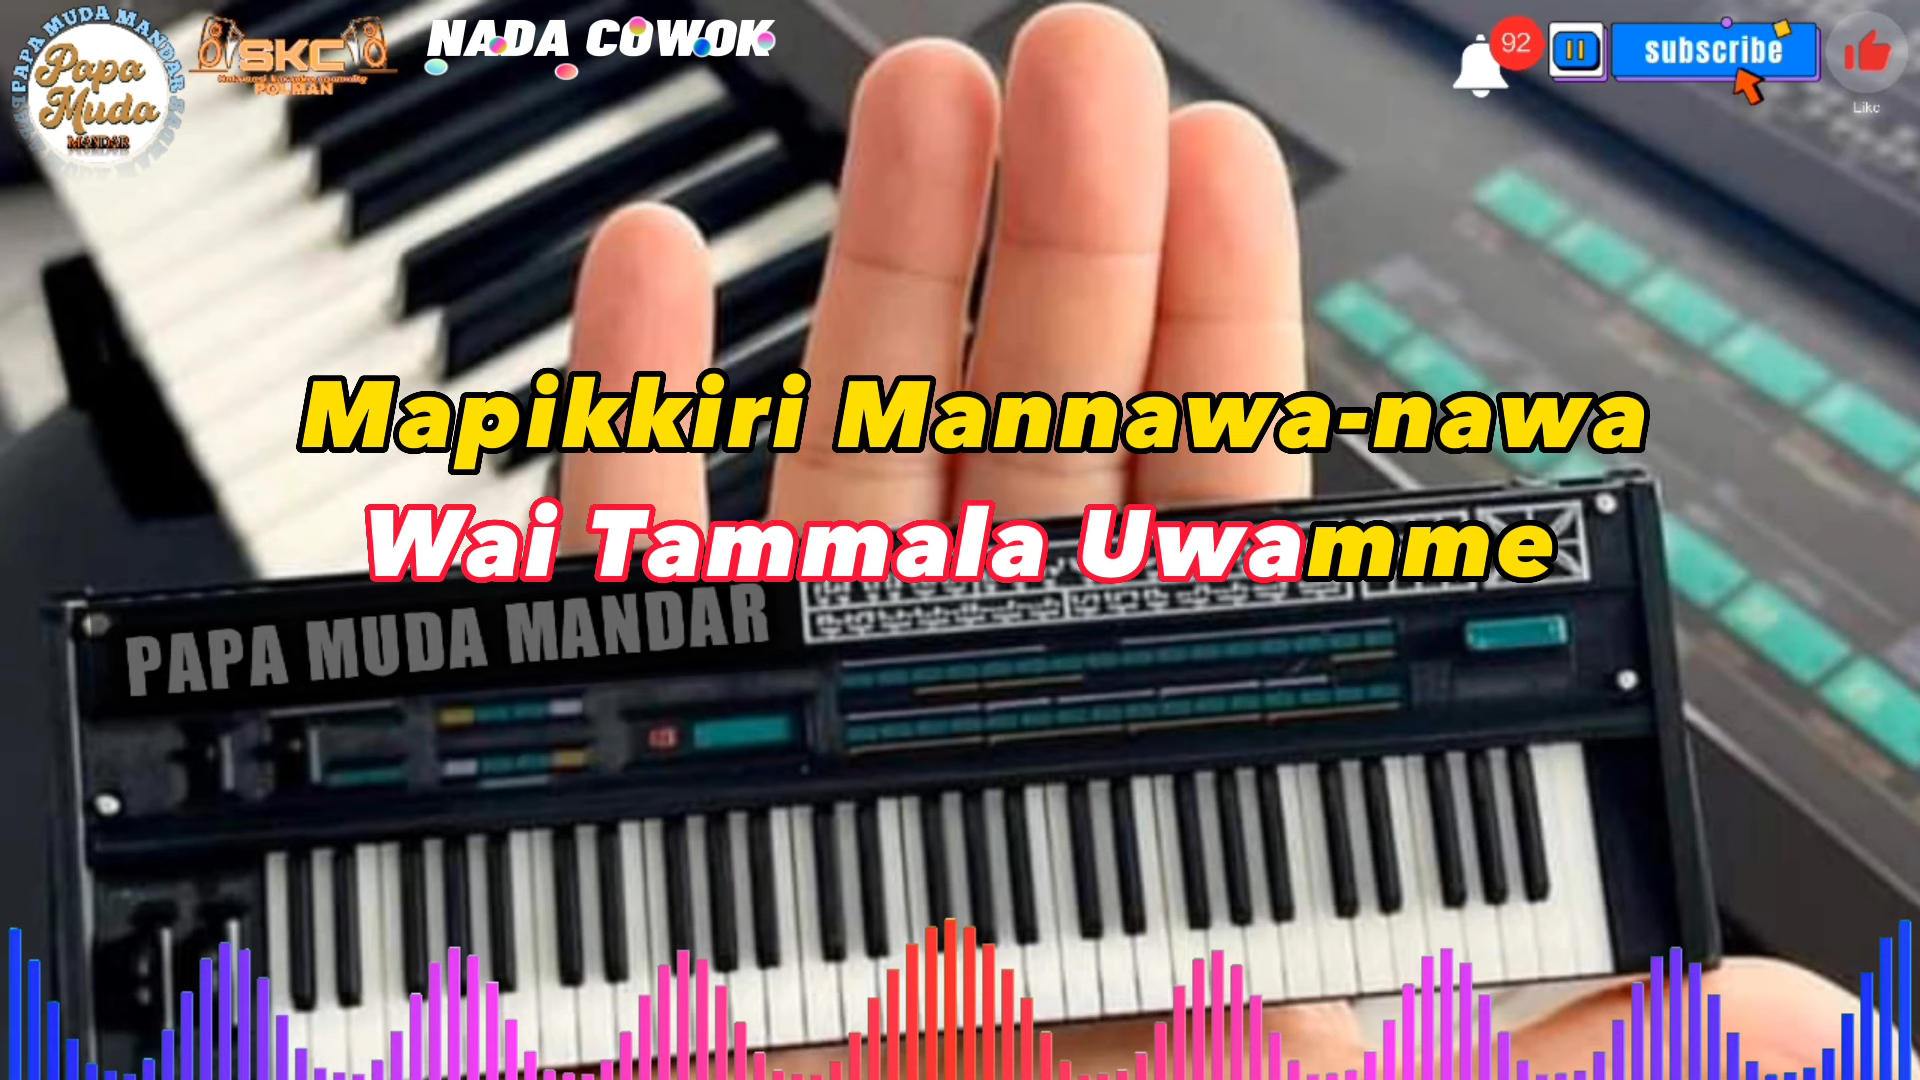 PAPA MUDA MANDAR
Papa
Muda
MANDAR
SKC
POLMAN
NADA COWOK
92
subscribe
Like
Mapikkiri Mannawa-nawa
Wai Tammala Uwamme
PAPA MUDA MANDAR